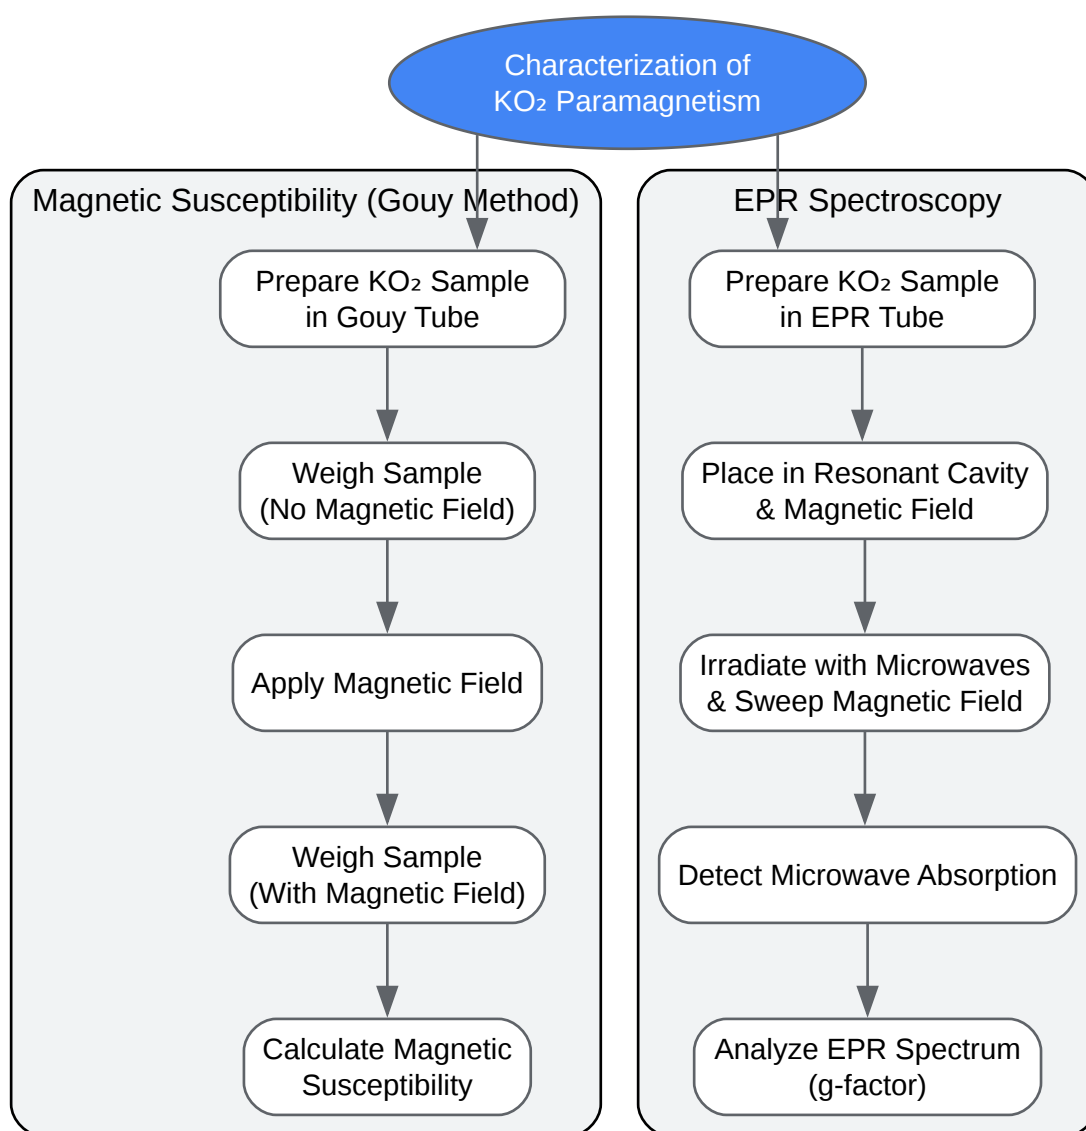 Characterization of
KO₂ Paramagnetism
Magnetic Susceptibility (Gouy Method)
Prepare KO₂ Sample
in Gouy Tube
Weigh Sample
(No Magnetic Field)
Apply Magnetic Field
Weigh Sample
(With Magnetic Field)
Calculate Magnetic
Susceptibility
EPR Spectroscopy
Prepare KO₂ Sample
in EPR Tube
Place in Resonant Cavity
& Magnetic Field
Irradiate with Microwaves
& Sweep Magnetic Field
Detect Microwave Absorption
Analyze EPR Spectrum
(g-factor)